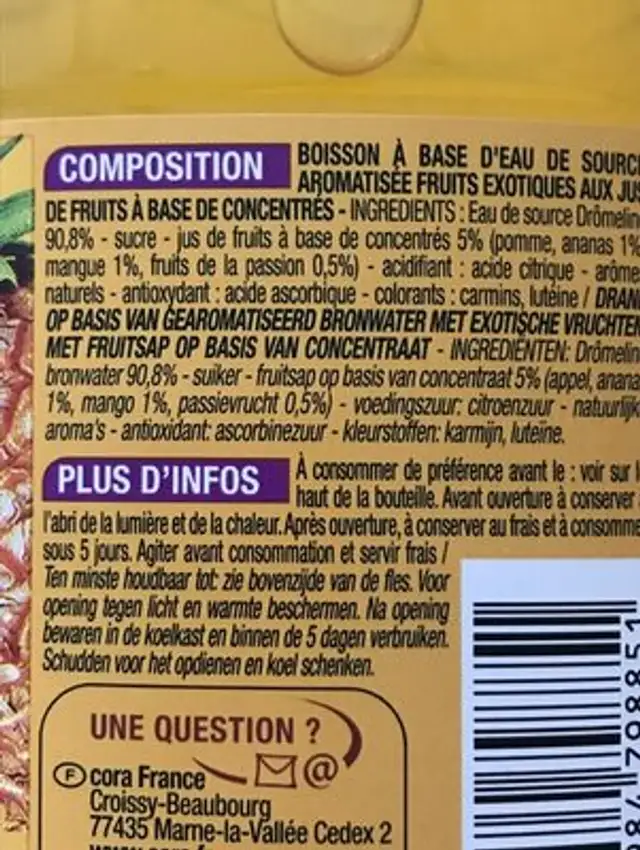 COMPOSITION BOISSON À BASE D'EAU DE SOURC
AROMATISÉE FRUITS EXOTIQUES AUX JUS
DE FRUITS À BASE DE CONCENTRÉS - INGREDIENTS : Eau de source Drômelin
90,8% - sucre - jus de fruits à base de concentrés 5% (pomme, ananas 1%
mangue 1%, fruits de la passion 0,5%) - acidifiant : acide citrique - arôme
naturels - antioxydant : acide ascorbique - colorants : carmins, lutéine / DRAN
OP BASIS VAN GEAROMATISEERD BRONWATER MET EXOTISCHE VRUCHTEN
MET FRUITSAP OP BASIS VAN CONCENTRAAT - INGREDIËNTEN: Drômelin
bronwater 90,8% - suiker - fruitsap op basis van concentraat 5% (appel, anana
1%, mango 1%, passievrucht 0,5%) - voedingszuur: citroenzuur - natuurlijk
aroma's - antioxidant: ascorbinezuur - kleurstoffen: karmijn, luteïne.
PLUS D'INFOS À consommer de préférence avant le : voir sur l
haut de la bouteille. Avant ouverture à conserver
l'abri de la lumière et de la chaleur. Après ouverture, à conserver au frais et à consomme
sous 5 jours. Agiter avant consommation et servir frais /
Ten minste houdbaar tot: zie bovenzijde van de fles. Voor
opening tegen licht en warmte beschermen. Na opening
bewaren in de koelkast en binnen de 5 dagen verbruiken.
Schudden voor het opdienen en koel schenken.
UNE QUESTION ?
F cora France
Croissy-Beaubourg
77435 Marne-la-Vallée Cedex 2